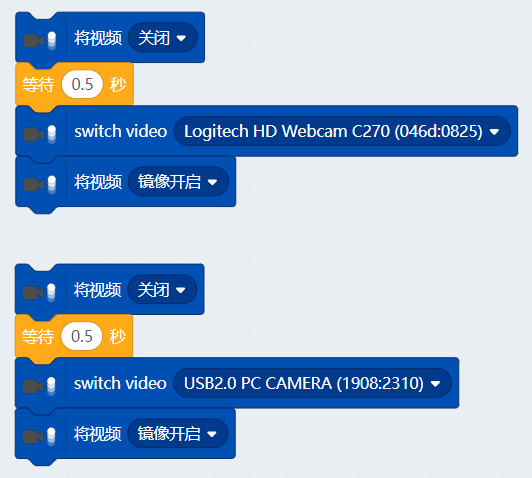 将视频 关闭
等待 0.5 秒
switch video Logitech HD Webcam C270 (046d:0825)
将视频 镜像开启
将视频 关闭
等待 0.5 秒
switch video USB2.0 PC CAMERA (1908:2310)
将视频 镜像开启